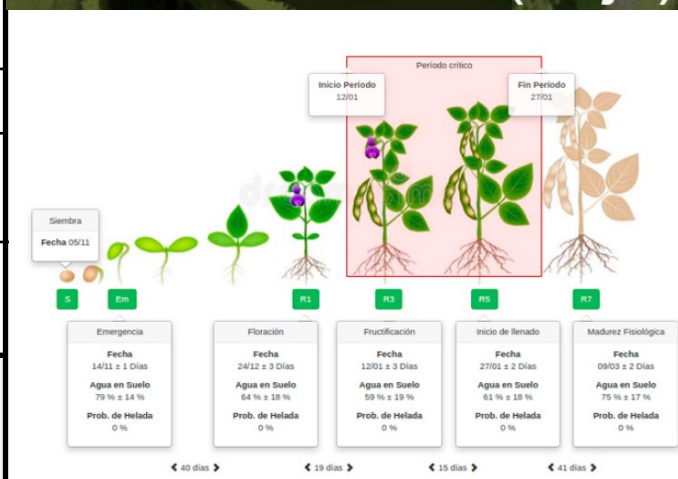 Período crítico
Inicio Período
12/01
Fin Período
27/01
Siembra
Fecha 05/11
S
Em
R1
R3
R5
R7
Emergencia
Fecha
14/11 ± 1 Días
Agua en Suelo
79 % ± 14 %
Prob. de Helada
0 %
Floración
Fecha
24/12 ± 3 Días
Agua en Suelo
64 % ± 18 %
Prob. de Helada
0 %
Fructificación
Fecha
12/01 ± 3 Días
Agua en Suelo
59 % ± 19 %
Prob. de Helada
0 %
Inicio de llenado
Fecha
27/01 ± 2 Días
Agua en Suelo
61 % ± 18 %
Prob. de Helada
0 %
Madurez Fisiológica
Fecha
09/03 ± 2 Días
Agua en Suelo
75 % ± 17 %
Prob. de Helada
0 %
40 días
19 días
15 días
41 días